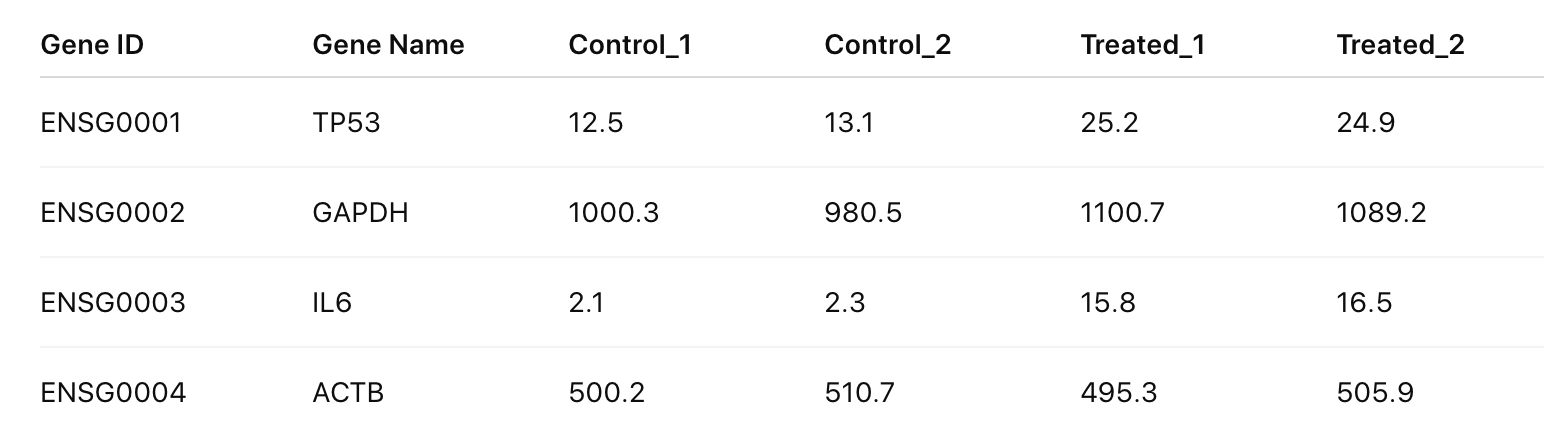 Gene ID Gene Name Control_1 Control_2 Treated_1 Treated_2
ENSG0001 TP53 12.5 13.1 25.2 24.9
ENSG0002 GAPDH 1000.3 980.5 1100.7 1089.2
ENSG0003 IL6 2.1 2.3 15.8 16.5
ENSG0004 ACTB 500.2 510.7 495.3 505.9